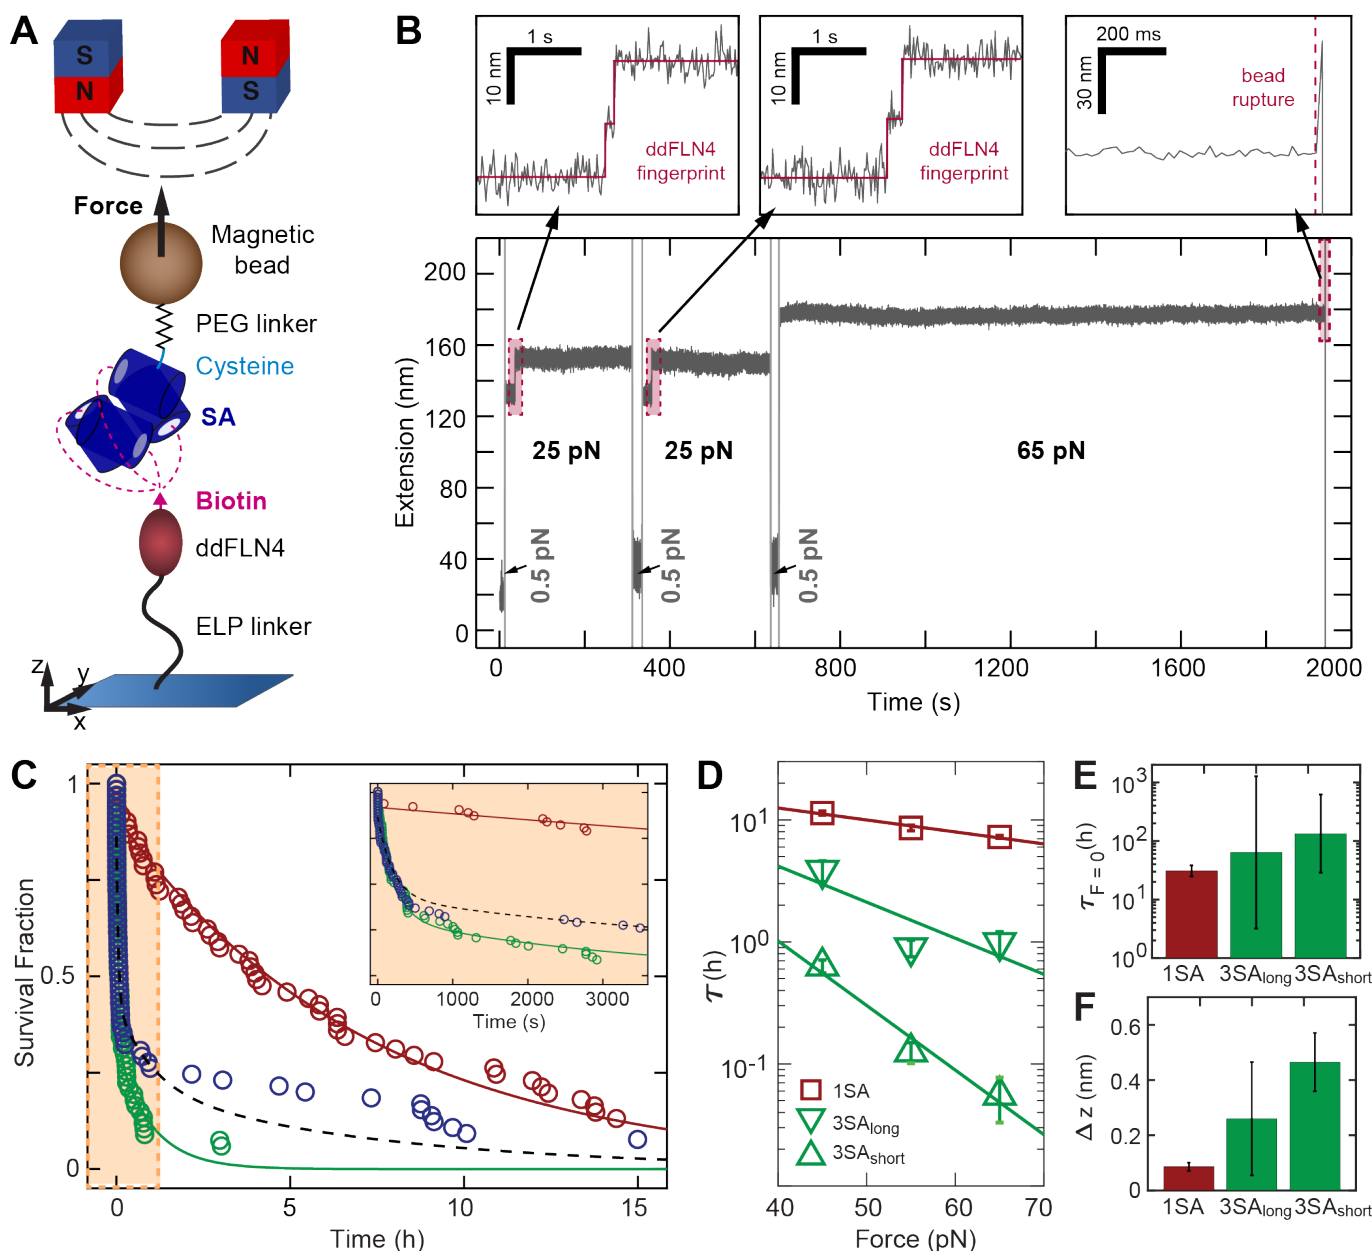 A
S
N
N
S
Force
Magnetic
bead
PEG linker
Cysteine
SA
Biotin
ddFLN4
ELP linker
z
y
x
B
1 s
10 nm
ddFLN4
fingerprint
1 s
10 nm
ddFLN4
fingerprint
200 ms
30 nm
bead
rupture
Extension (nm)
200
160
120
80
40
0
25 pN
25 pN
65 pN
0.5 pN
0.5 pN
0.5 pN
0
400
800
1200
1600
2000
Time (s)
C
Survival Fraction
1
0.5
0
0
5
10
15
Time (h)
0
1000
2000
3000
Time (s)
D
τ (h)
10¹
10⁰
10⁻¹
1SA
3SAlong
3SAshort
40
50
60
70
Force (pN)
E
τF = 0(h)
10³
10²
10¹
10⁰
1SA
3SAlong
3SAshort
F
Δ z (nm)
0.6
0.4
0.2
0
1SA
3SAlong
3SAshort